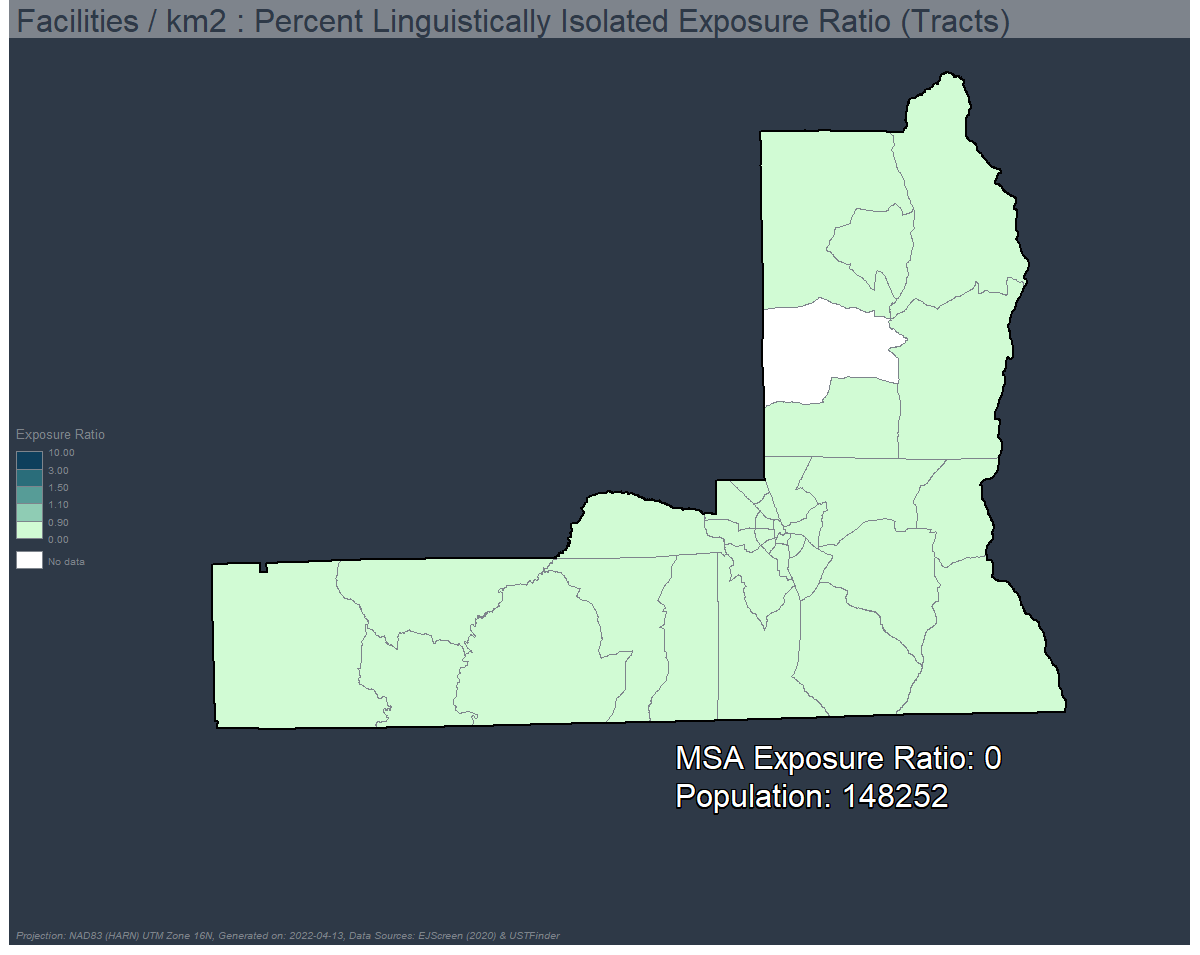 Facilities / km2 : Percent Linguistically Isolated Exposure Ratio (Tracts)
Exposure Ratio
10.00
3.00
1.50
1.10
0.90
0.00
No data
MSA Exposure Ratio: 0
Population: 148252
Projection: NAD83 (HARN) UTM Zone 16N, Generated on: 2022-04-13, Data Sources: EJScreen (2020) & USTFinder